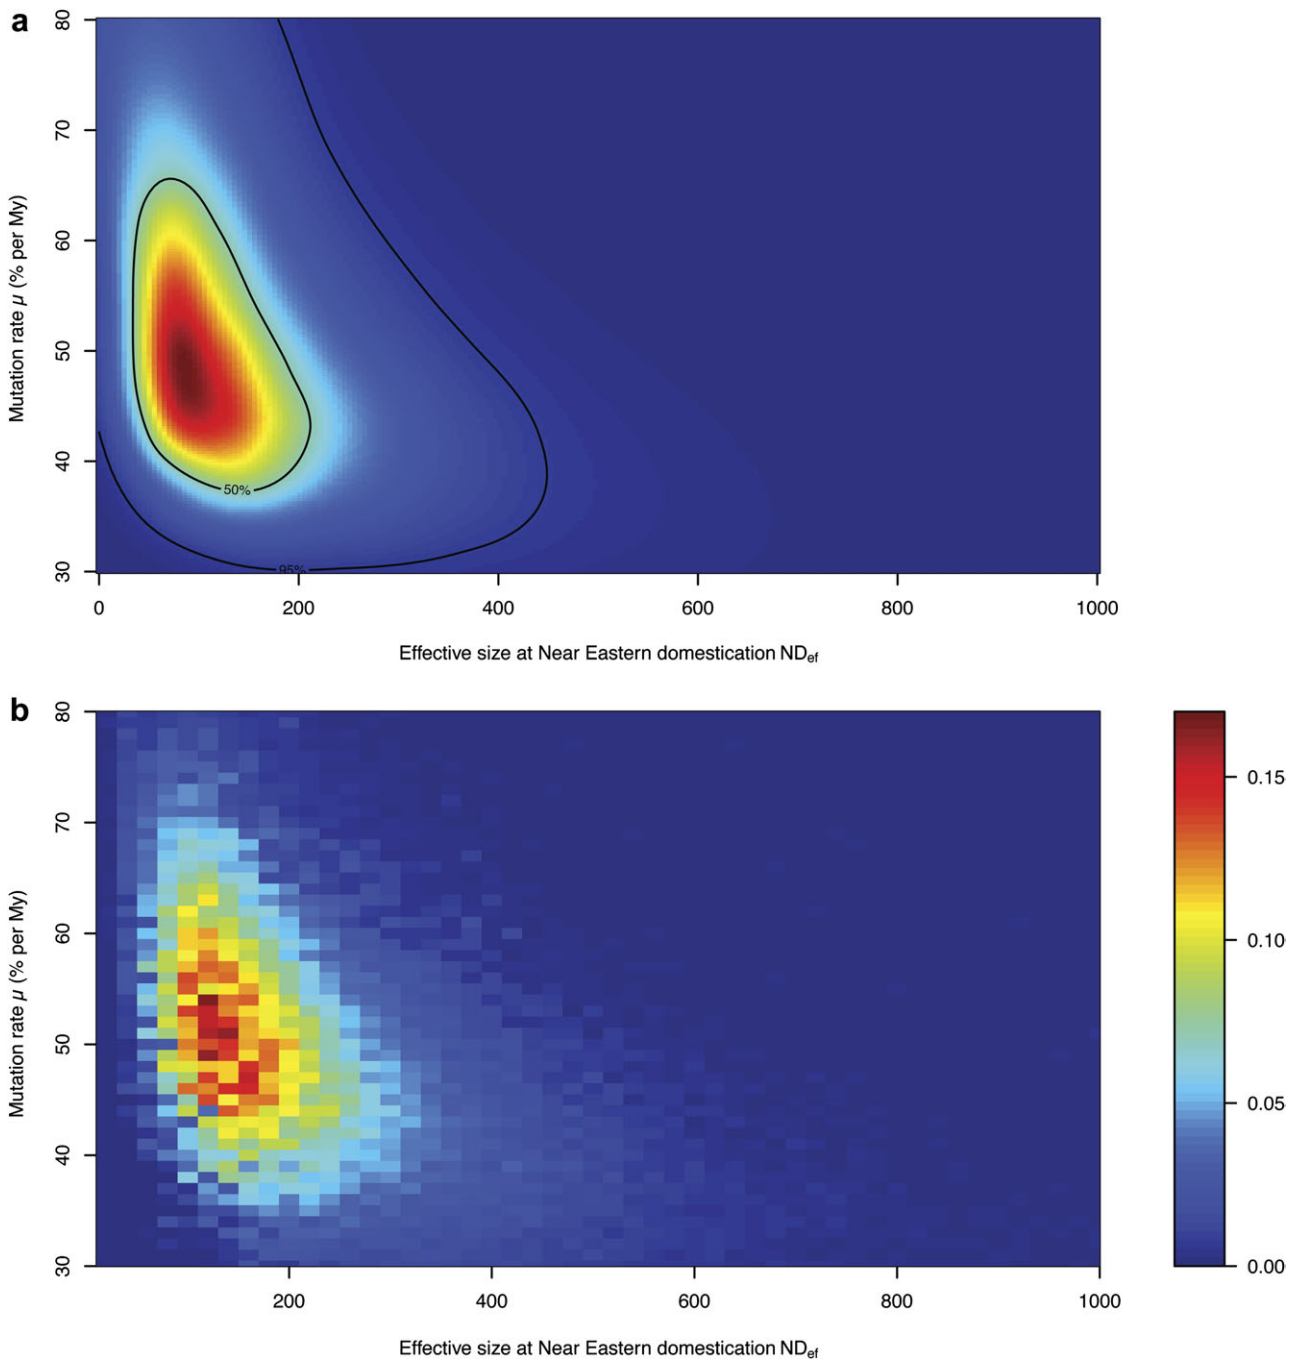 a
80
70
60
50
40
30
Mutation rate μ (% per My)
50%
95%
0 200 400 600 800 1000
Effective size at Near Eastern domestication NDef
b
80
70
60
50
40
30
Mutation rate μ (% per My)
0.15
0.10
0.05
0.00
200 400 600 800 1000
Effective size at Near Eastern domestication NDef